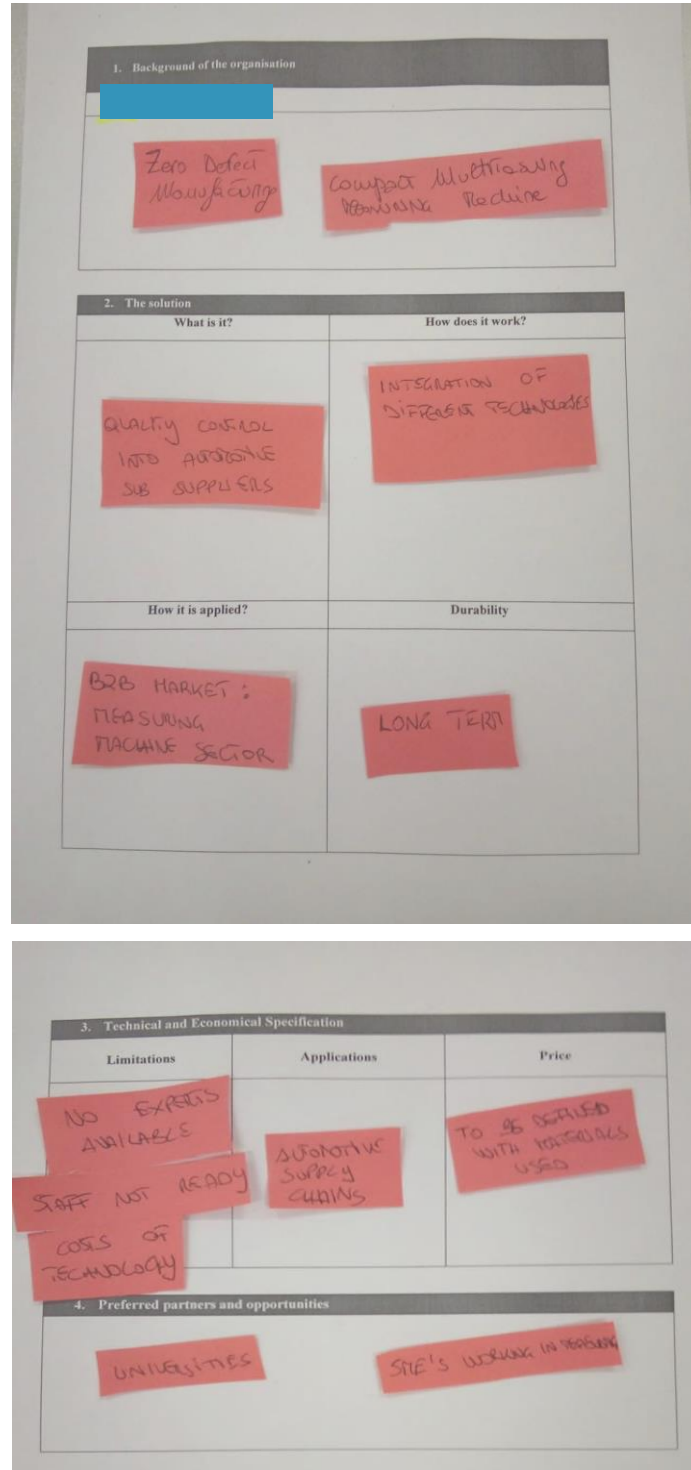 1. Background of the organisation
Zero Defect
Manufacturing
Compact Multitasking
Machine
2. The solution
What is it?
How does it work?
QUALITY CONTROL
INTO AUTOMOTIVE
SUB SUPPLIERS
INTEGRATION OF
DIFFERENT TECHNOLOGIES
How it is applied?
Durability
B2B MARKET:
MEASURING
MACHINE SECTOR
LONG TERM
3. Technical and Economical Specification
Limitations
Applications
Price
NO EXPERTS
AVAILABLE
STAFF NOT READY
COSTS OF
TECHNOLOGY
AUTOMOTIVE
SUPPLY
CHAINS
TO BE DEFINED
WITH MATERIALS
USED
4. Preferred partners and opportunities
UNIVERSITIES
SME'S WORKING IN MEASURING